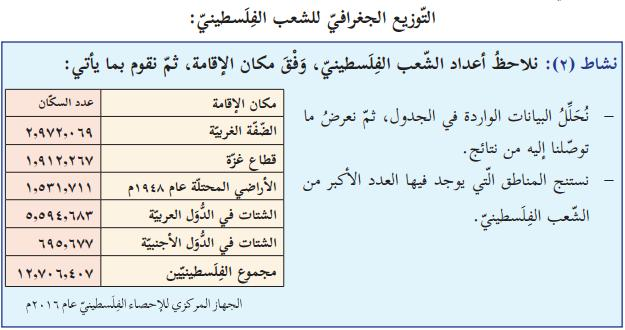 التّوزيع الجغرافيّ للشعب الفِلَسطينيّ:
نشاط (٢): نلاحظُ أعداد الشّعب الفِلَسطينيّ، وَفْقَ مكان الإقامة، ثمّ نقوم بما يأتي:
– نُحَلِّلُ البيانات الواردة في الجدول، ثمّ نعرضُ ما
توصّلنا إليه من نتائج.
– نستنتج المناطق الّتي يوجد فيها العدد الأكبر من
الشّعب الفِلَسطينيّ.
مكان الإقامة عدد السكّان
الضّفّة الغربيّة ٢,٩٧٢,٠٦٩
قطاع غزّة ١,٩١٢,٢٦٧
الأراضي المحتلّة عام ١٩٤٨م ١,٥٣١,٧١١
الشتات في الدُّوَل العربيّة ٥,٥٩٤,٦٨٣
الشتات في الدُّوَل الأجنبيّة ٦٩٥,٦٧٧
مجموع الفِلَسطينيّين ١٢,٧٠٦,٤٠٧
الجهاز المركزي للإحصاء الفِلَسطينيّ عام ٢٠١٦م